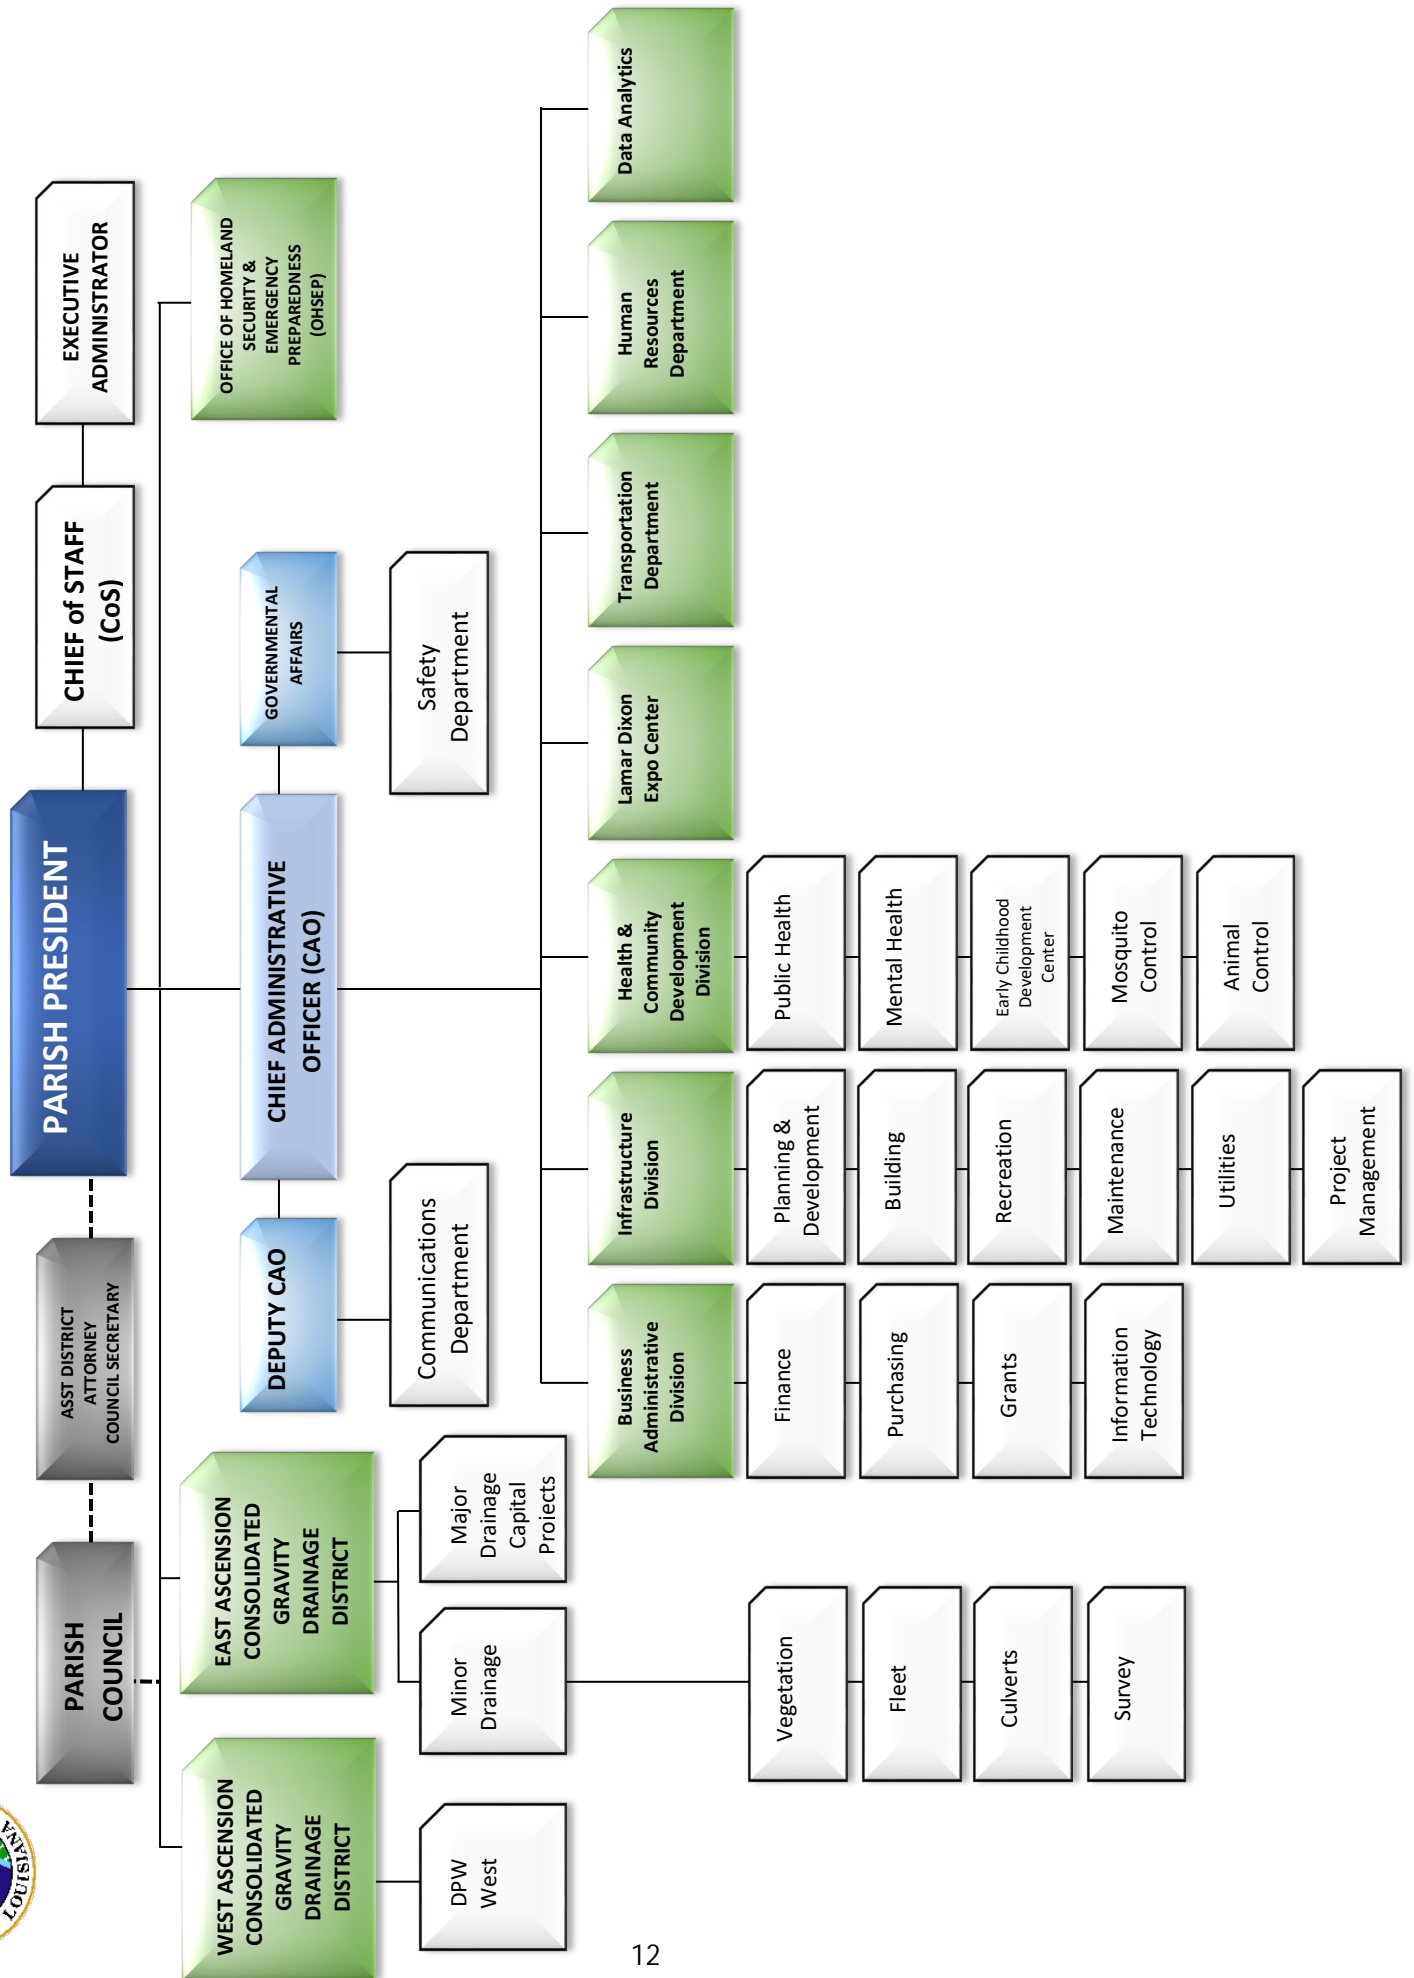 LOUISIANA
PARISH
COUNCIL
ASST DISTRICT
ATTORNEY
COUNCIL SECRETARY
PARISH PRESIDENT
CHIEF of STAFF
(CoS)
EXECUTIVE
ADMINISTRATOR
WEST ASCENSION
CONSOLIDATED
GRAVITY
DRAINAGE
DISTRICT
EAST ASCENSION
CONSOLIDATED
GRAVITY
DRAINAGE
DISTRICT
DEPUTY CAO
CHIEF ADMINISTRATIVE
OFFICER (CAO)
GOVERNMENTAL
AFFAIRS
OFFICE OF HOMELAND
SECURITY &
EMERGENCY
PREPAREDNESS
(OHSEP)
DPW
West
Minor
Drainage
Major
Drainage
Capital
Proiects
Communications
Department
Safety
Department
Business
Administrative
Division
Infrastructure
Division
Health &
Community
Development
Division
Lamar Dixon
Expo Center
Transportation
Department
Human
Resources
Department
Data Analytics
Vegetation
Fleet
Culverts
Survey
Finance
Purchasing
Grants
Information
Technology
Planning &
Development
Building
Recreation
Maintenance
Utilities
Project
Management
Public Health
Mental Health
Early Childhood
Development
Center
Mosquito
Control
Animal
Control
12